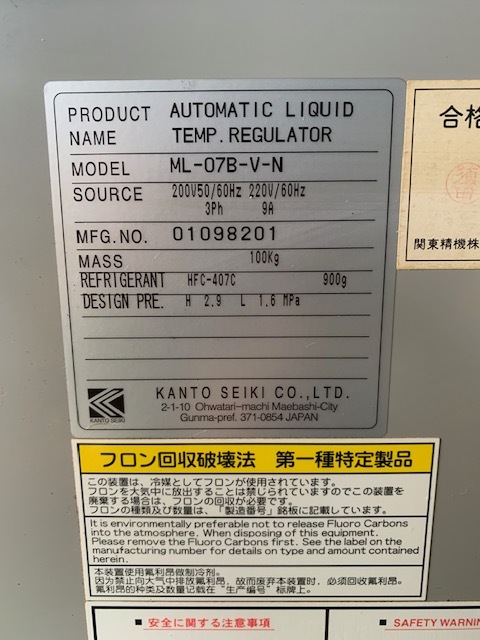 PRODUCT NAME AUTOMATIC LIQUID TEMP. REGULATOR
MODEL ML-07B-V-N
SOURCE 200V50/60Hz 220V/60Hz
3Ph 9A
MFG.NO. 01098201
MASS 100Kg
REFRIGERANT HFC-407C 900g
DESIGN PRE. H 2.9 L 1.6 MPa
KANTO SEIKI
KANTO SEIKI CO.,LTD.
2-1-10 Ohwatari-machi Maebashi-City
Gunma-pref. 371-0854 JAPAN
合格
須田
関東精機株
フロン回収破壊法 第一種特定製品
この装置は、冷媒としてフロンが使用されています。
フロンを大気中に放出することは禁じられていますのでこの装置を
廃棄する場合は、フロンの回収が必要です。
フロンの種類及び数量は、「製造番号」銘板に記載しています。
It is environmentally preferable not to release Fluoro Carbons
into the atmosphere. When disposing of this equipment.
Please remove the Fluoro Carbons first. See the label on the
manufacturing number for details on type and amount contained
herein.
本装置使用氟利昂做制冷剂。
因为禁止向大气中排放氟利昂，故而废弃本装置时，必须回收氟利昂。
氟利昂的种类及数量记载在"生产编号"标牌上。
■ 安全に関する注意事項
■ SAFETY WARNIN